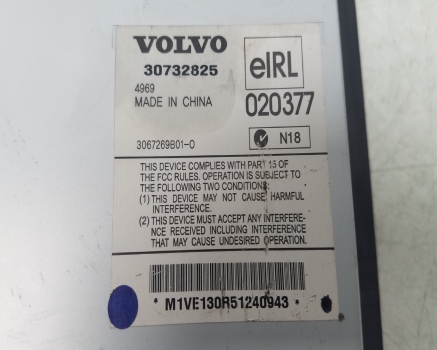 VOLVO
30732825
4969
MADE IN CHINA
eIRL
020377
3067269B01-0
N18
THIS DEVICE COMPLIES WITH PART 15 OF
THE FCC RULES. OPERATION IS SUBJECT TO
THE FOLLOWING TWO CONDITIONS:
(1) THIS DEVICE MAY NOT CAUSE HARMFUL
INTERFERENCE.
(2) THIS DEVICE MUST ACCEPT ANY INTERFE-
RENCE RECEIVED INCLUDING INTERFERENCE
THAT MAY CAUSE UNDESIRED OPERATION.
* M1VE130R51240943 *